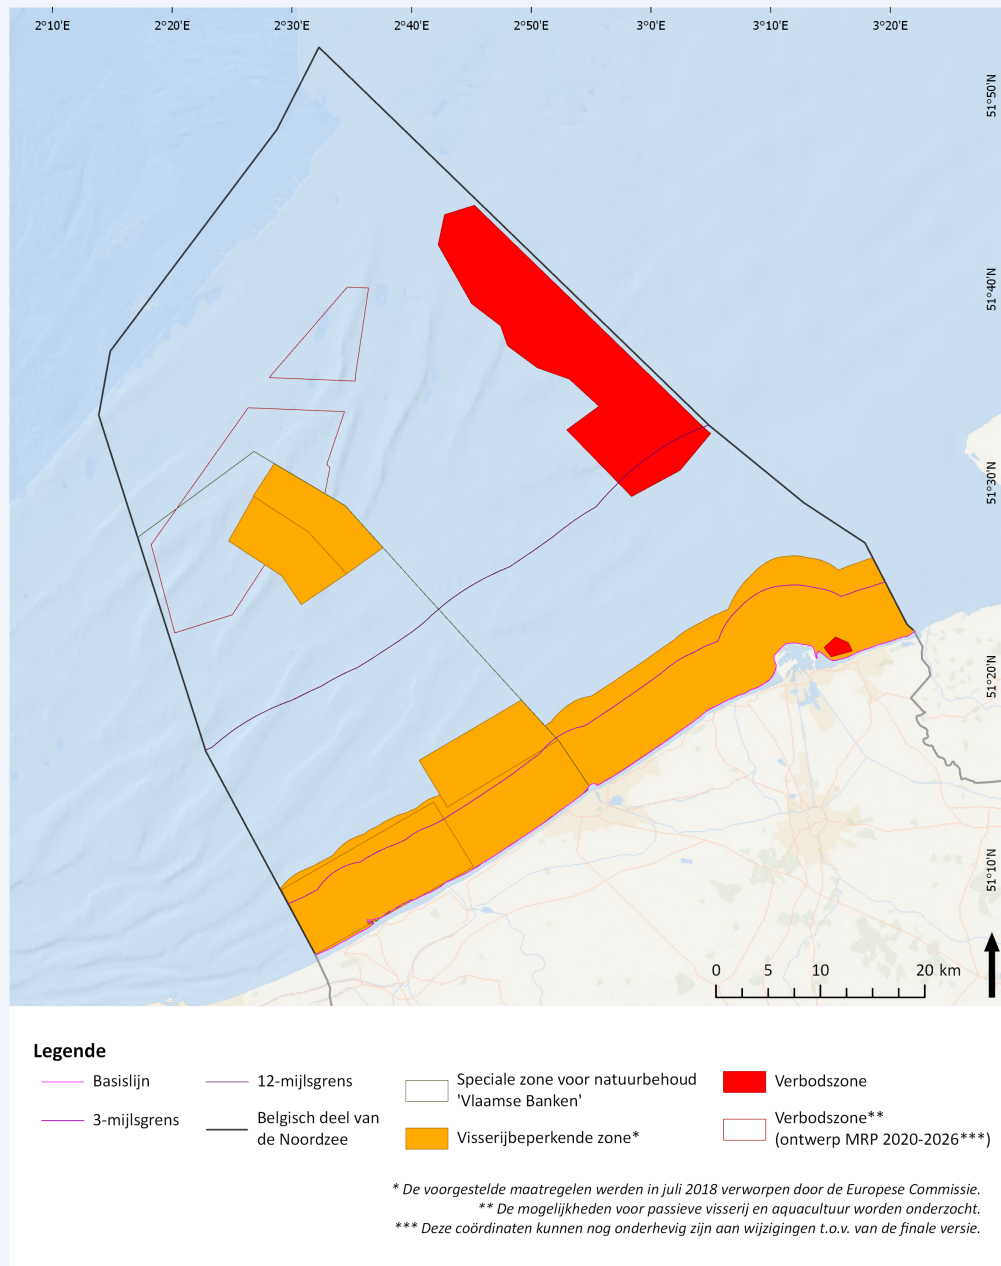 2°10'E 2°20'E 2°30'E 2°40'E 2°50'E 3°0'E 3°10'E 3°20'E
51°50'N
51°40'N
51°30'N
51°20'N
51°10'N
0 5 10 20 km
Legende
Basislijn
3-mijlsgrens
12-mijlsgrens
Belgisch deel van
de Noordzee
Speciale zone voor natuurbehoud
'Vlaamse Banken'
Visserijbeperkende zone*
Verbodszone
Verbodszone**
(ontwerp MRP 2020-2026***)
* De voorgestelde maatregelen werden in juli 2018 verworpen door de Europese Commissie.
** De mogelijkheden voor passieve visserij en aquacultuur worden onderzocht.
*** Deze coördinaten kunnen nog onderhevig zijn aan wijzigingen t.o.v. van de finale versie.